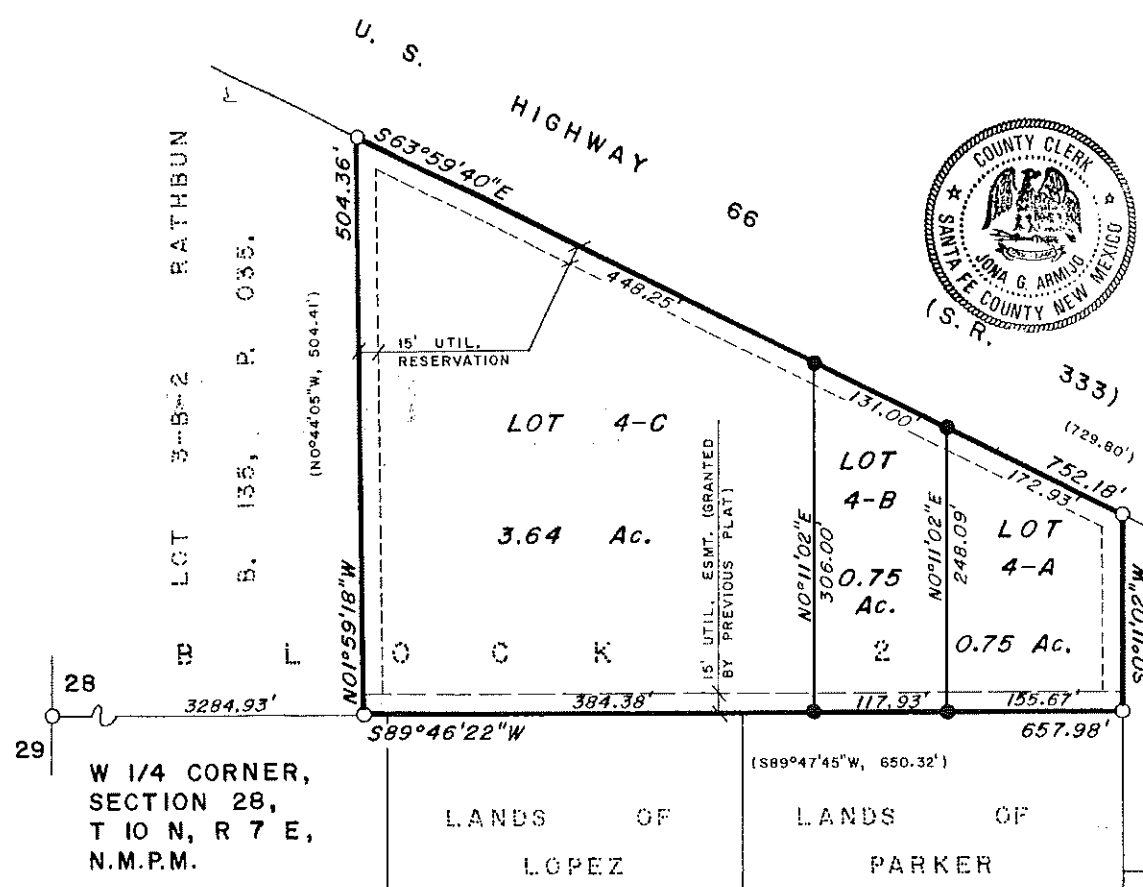 U. S. HIGHWAY 66
(S. R. 333)
COUNTY CLERK
JONA G. ARMIJO
SANTA FE COUNTY NEW MEXICO
S63°59'40"E
752.18'
(729.80')
448.25'
131.00'
172.93'
504.36'
N01°59'18"W
(N0°44'05"W, 504.41')
LOT 3-B-2 RATHBUN
B. 135, P. 035.
15' UTIL.
RESERVATION
LOT 4-C
3.64 Ac.
15' UTIL. ESMT. (GRANTED
BY PREVIOUS PLAT)
LOT
4-B
0.75
Ac.
N0°11'02"E
306.00'
N0°11'02"E
248.09'
LOT
4-A
0.75 Ac.
BLOCK 2
28
29
3284.93'
384.38'
117.93'
155.67'
S89°46'22"W
657.98'
(S89°47'45"W, 650.32')
W 1/4 CORNER,
SECTION 28,
T 10 N, R 7 E,
N.M.P.M.
LANDS OF
LOPEZ
LANDS OF
PARKER